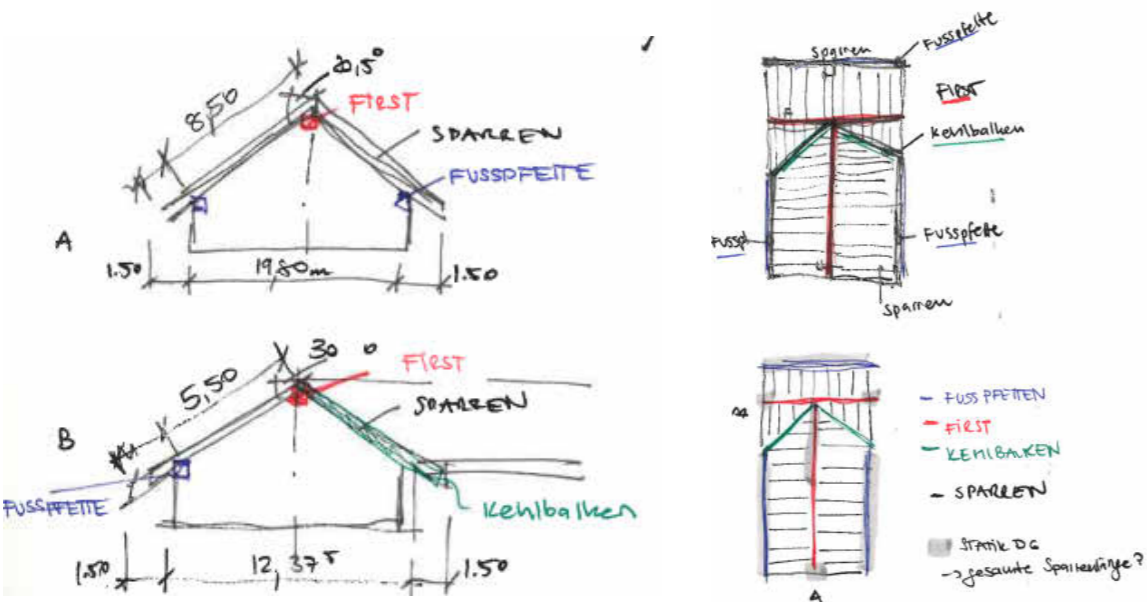 20,5°
8,50
FIRST
SPARREN
FUSSPFETTE
A
1.50
1980m
1.50
30 °
FIRST
5,50
SPARREN
B
FUSSPFETTE
Kehlbalken
1.50
12,37⁵
1.50
Sparren
Fusspfette
FIRST
Kehlbalken
Fusspf
Fusspfette
Sparren
FUSSPFETTEN
FIRST
KEHLBALKEN
SPARREN
STATIK DG
→ gesamte Sparrenlänge?
A